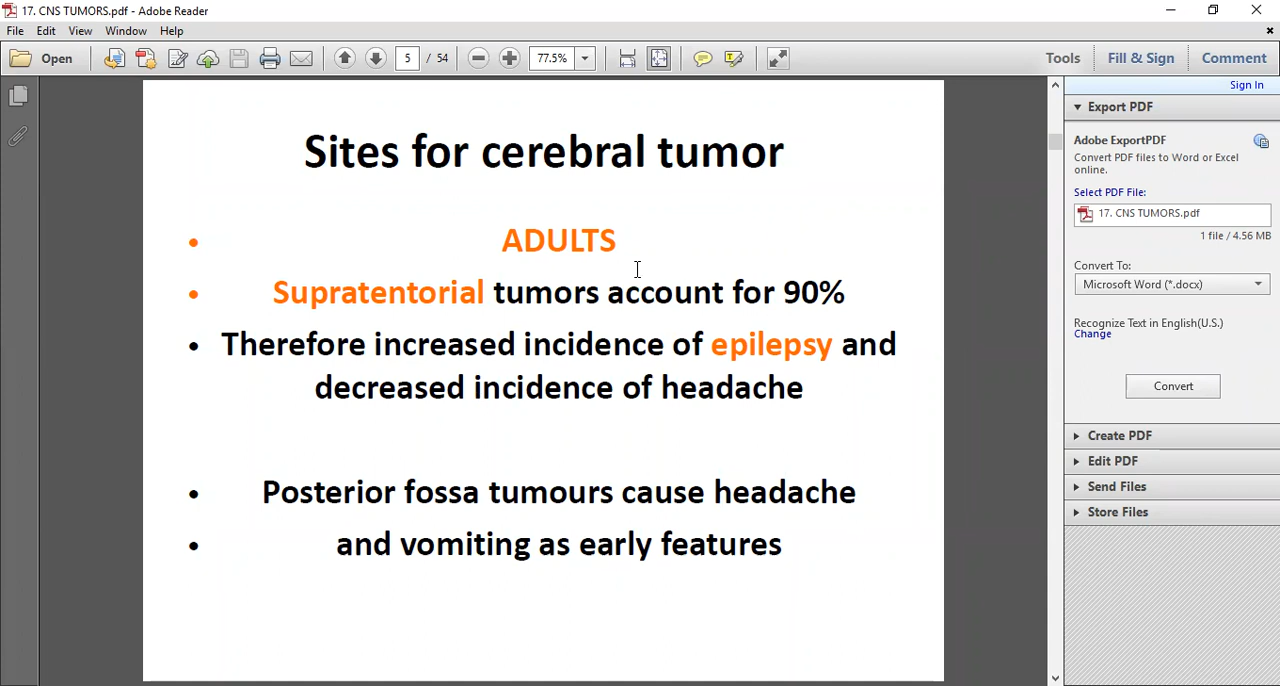 17. CNS TUMORS.pdf - Adobe Reader
File Edit View Window Help
Open 5 / 54 77.5% Tools Fill & Sign Comment
Sign In
Export PDF
Adobe ExportPDF
Convert PDF files to Word or Excel
online.
Select PDF File:
17. CNS TUMORS.pdf
1 file / 4.56 MB
Convert To:
Microsoft Word (*.docx)
Recognize Text in English(U.S.)
Change
Convert
Create PDF
Edit PDF
Send Files
Store Files
Sites for cerebral tumor
• ADULTS
• Supratentorial tumors account for 90%
• Therefore increased incidence of epilepsy and
decreased incidence of headache
• Posterior fossa tumours cause headache
• and vomiting as early features